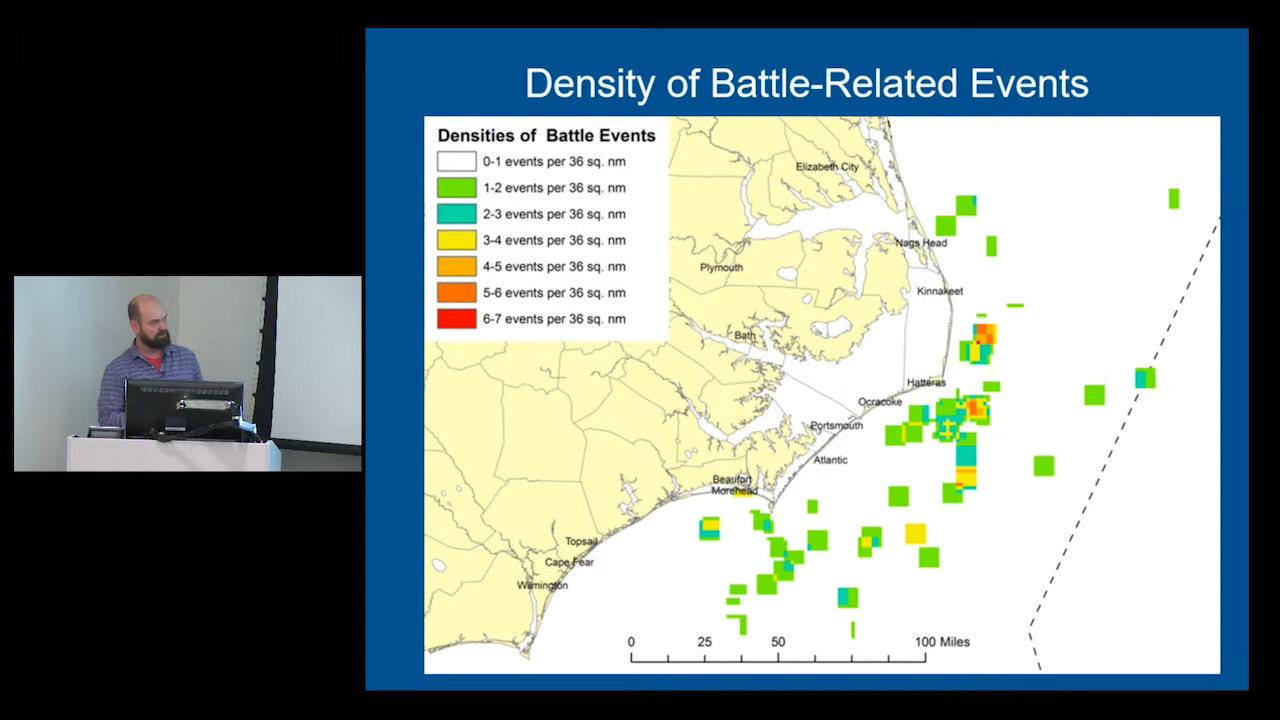 Density of Battle-Related Events
Densities of Battle Events
0-1 events per 36 sq. nm
1-2 events per 36 sq. nm
2-3 events per 36 sq. nm
3-4 events per 36 sq. nm
4-5 events per 36 sq. nm
5-6 events per 36 sq. nm
6-7 events per 36 sq. nm
Elizabeth City
Nags Head
Plymouth
Kinnakeet
Bath
Hatteras
Ocracoke
Portsmouth
Atlantic
Beaufort
Morehead
Topsail
Cape Fear
Wilmington
0 25 50 100 Miles